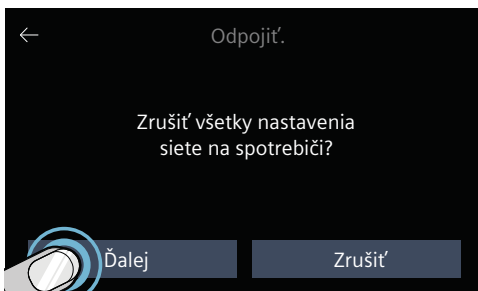 Odpojiť.
Zrušiť všetky nastavenia
siete na spotrebiči?
Ďalej
Zrušiť